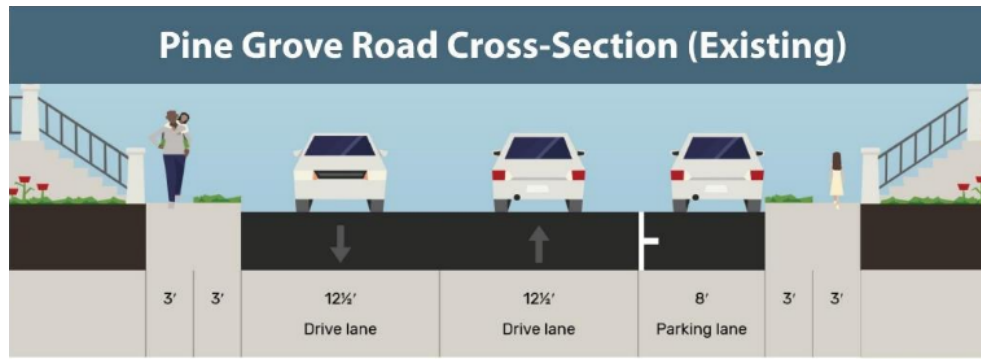 Pine Grove Road Cross-Section (Existing)
3′ 3′ 12½′ 12½′ 8′ 3′ 3′
Drive lane Drive lane Parking lane